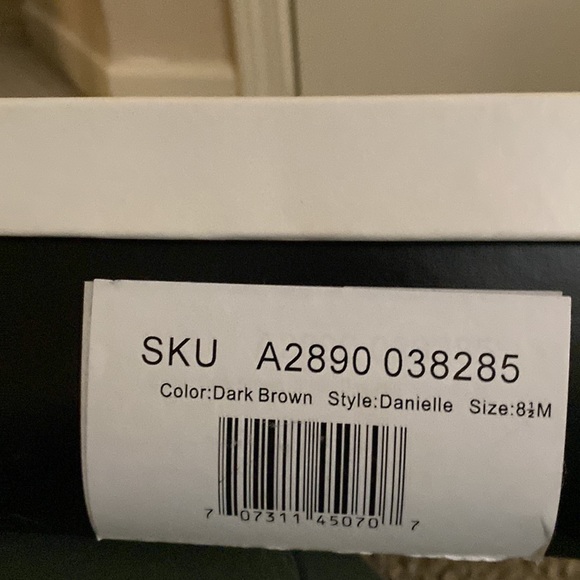 SKU A2890 038285
Color:Dark Brown Style:Danielle Size:8½M
7 07311 45070 7